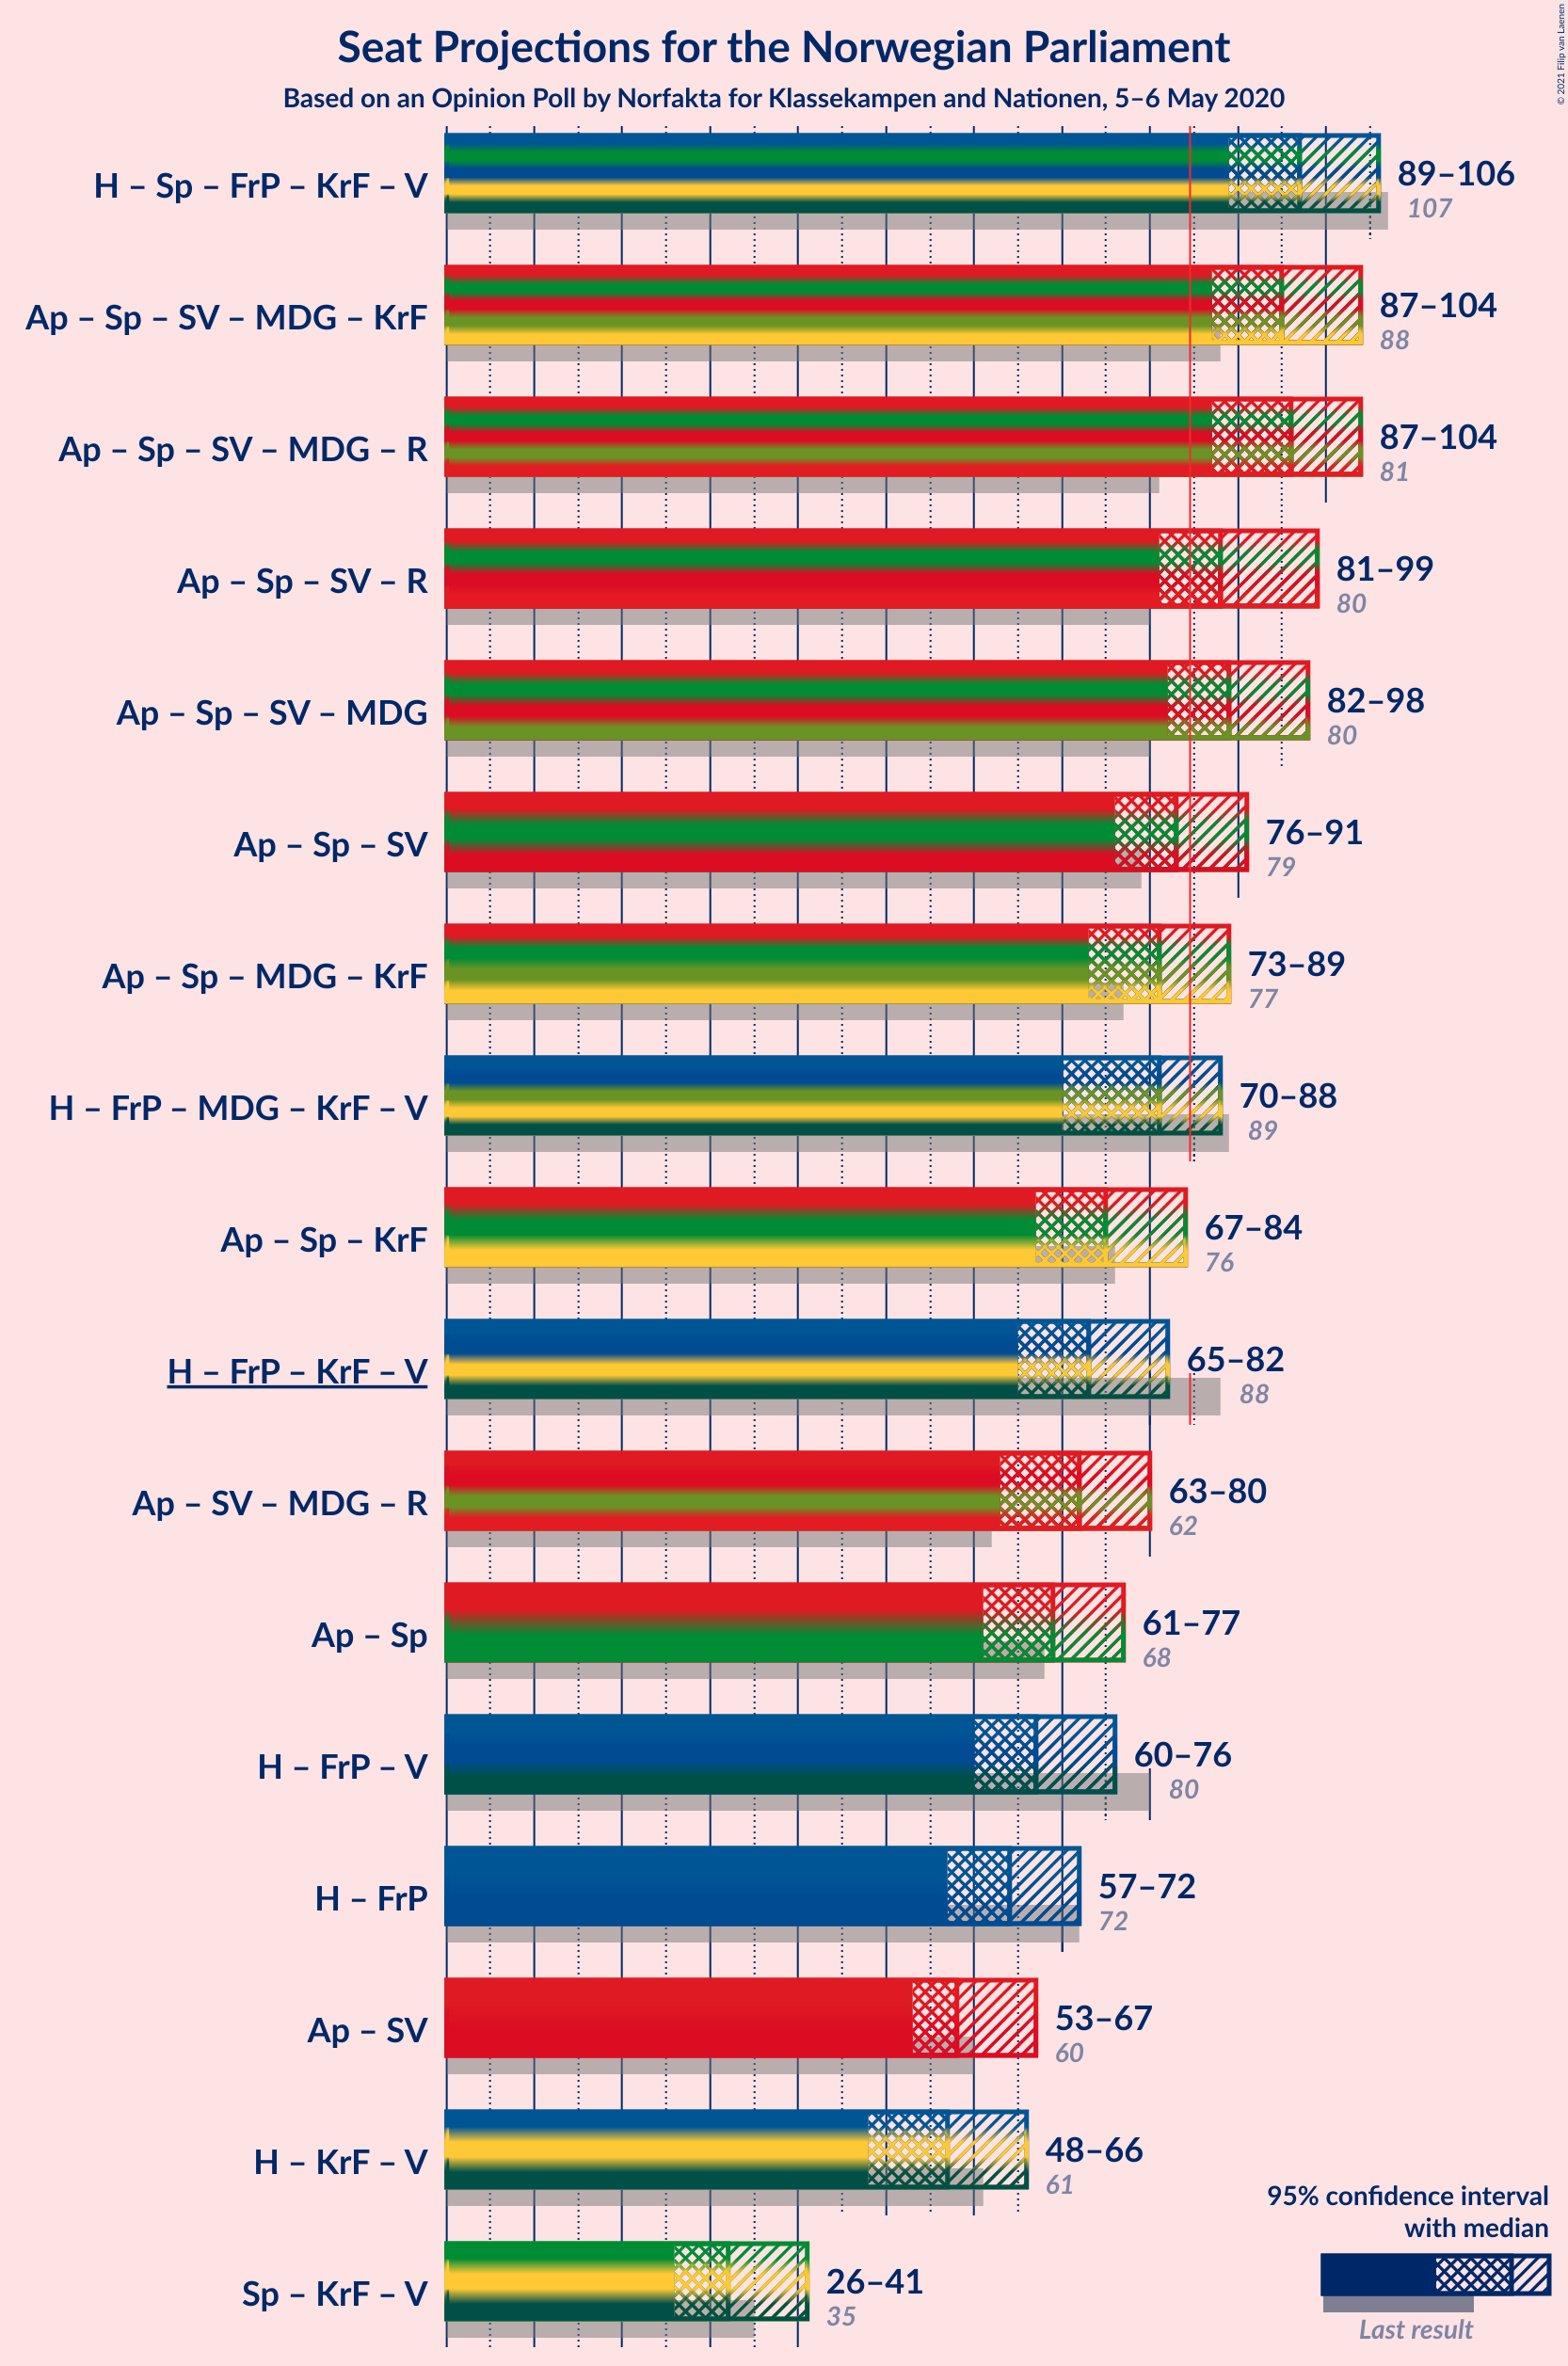 Seat Projections for the Norwegian Parliament
Based on an Opinion Poll by Norfakta for Klassekampen and Nationen, 5–6 May 2020
© 2021 Filip van Laenen
H – Sp – FrP – KrF – V
89–106
107
Ap – Sp – SV – MDG – KrF
87–104
88
Ap – Sp – SV – MDG – R
87–104
81
Ap – Sp – SV – R
81–99
80
Ap – Sp – SV – MDG
82–98
80
Ap – Sp – SV
76–91
79
Ap – Sp – MDG – KrF
73–89
77
H – FrP – MDG – KrF – V
70–88
89
Ap – Sp – KrF
67–84
76
H – FrP – KrF – V
65–82
88
Ap – SV – MDG – R
63–80
62
Ap – Sp
61–77
68
H – FrP – V
60–76
80
H – FrP
57–72
72
Ap – SV
53–67
60
H – KrF – V
48–66
61
Sp – KrF – V
26–41
35
95% confidence interval
with median
Last result